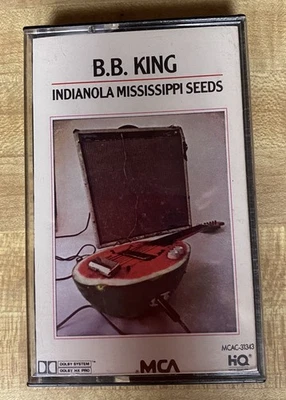 B.B. KING
INDIANOLA MISSISSIPPI SEEDS
MCAC-31343
DOLBY SYSTEM
DOLBY HX PRO
MCA
HQ